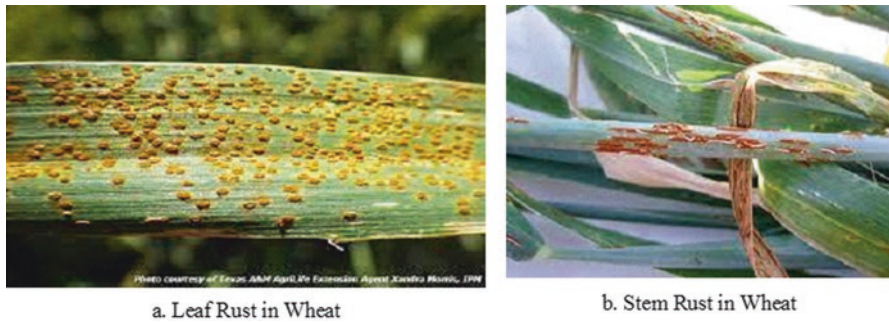 Photo courtesy of Texas A&M AgriLife Extension Agent Xandra Morris, IPM
a. Leaf Rust in Wheat
b. Stem Rust in Wheat